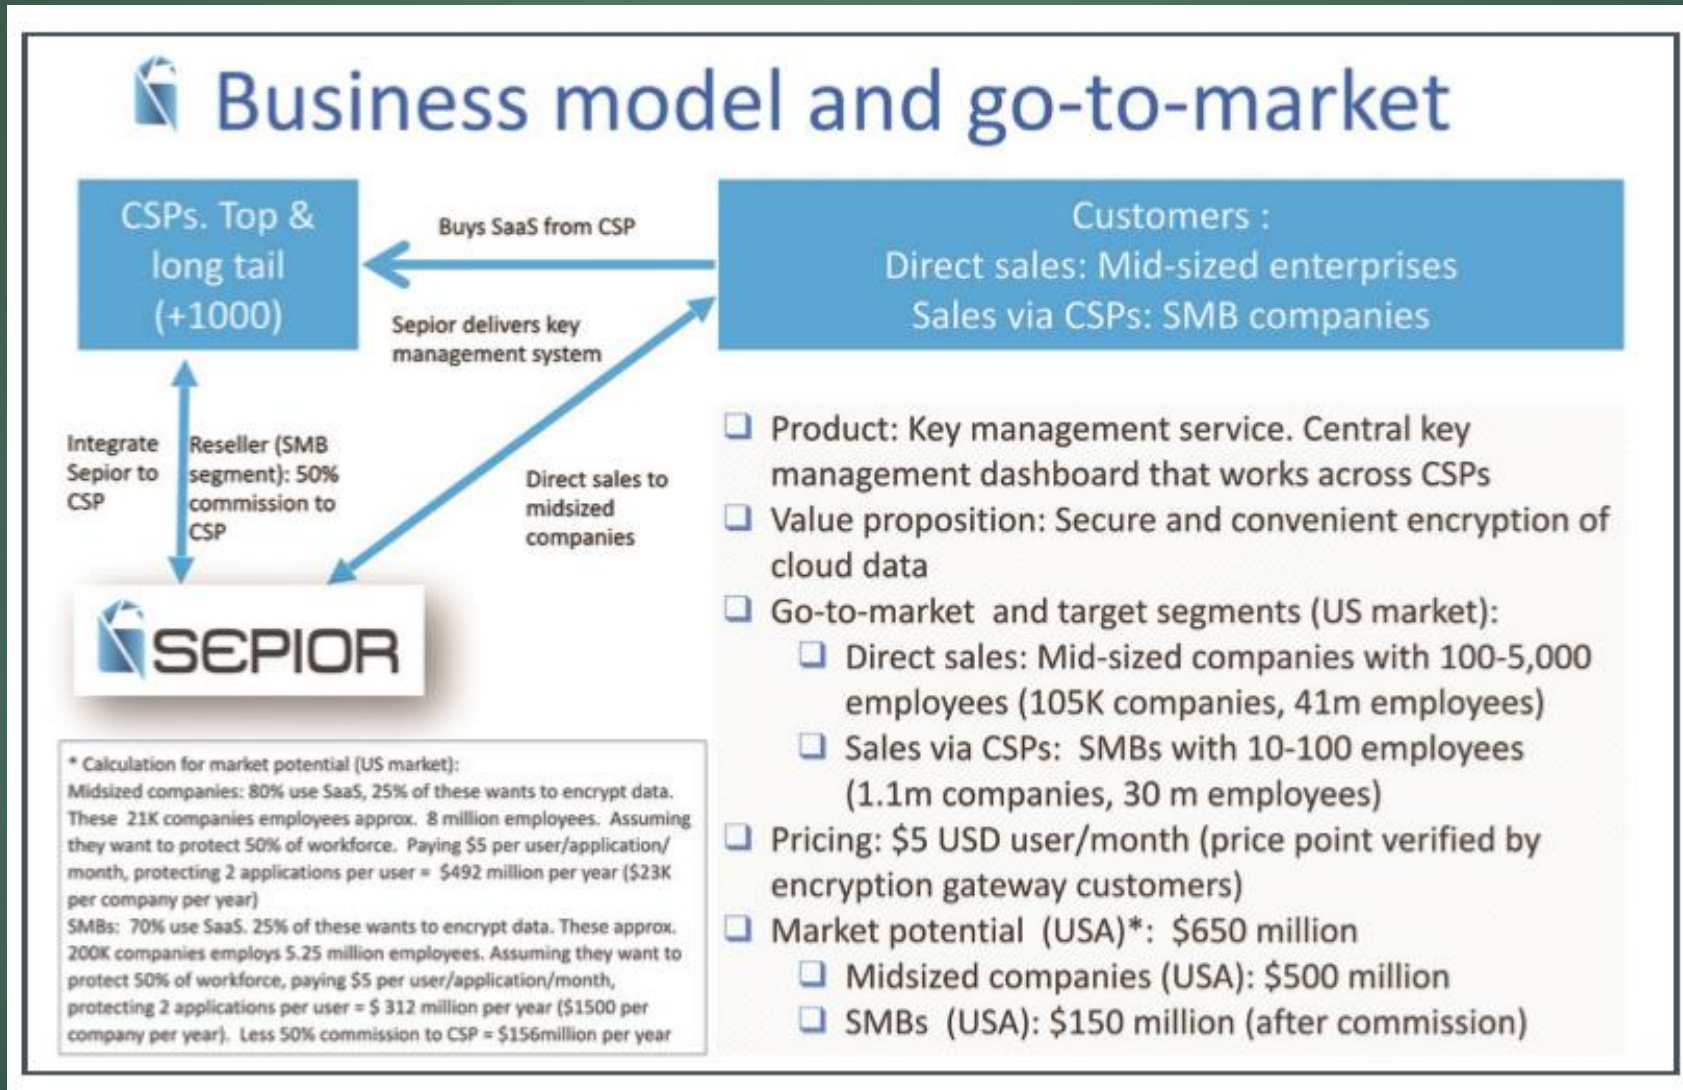 Business model and go-to-market
CSPs. Top &
long tail
(+1000)
Buys SaaS from CSP
Customers :
Direct sales: Mid-sized enterprises
Sales via CSPs: SMB companies
Sepior delivers key
management system
Integrate
Sepior to
CSP
Reseller (SMB
segment): 50%
commission to
CSP
Direct sales to
midsized
companies
SEPIOR
* Calculation for market potential (US market):
Midsized companies: 80% use SaaS, 25% of these wants to encrypt data.
These 21K companies employees approx. 8 million employees. Assuming
they want to protect 50% of workforce. Paying $5 per user/application/
month, protecting 2 applications per user = $492 million per year ($23K
per company per year)
SMBs: 70% use SaaS. 25% of these wants to encrypt data. These approx.
200K companies employs 5.25 million employees. Assuming they want to
protect 50% of workforce, paying $5 per user/application/month,
protecting 2 applications per user = $ 312 million per year ($1500 per
company per year). Less 50% commission to CSP = $156million per year
Product: Key management service. Central key
management dashboard that works across CSPs
Value proposition: Secure and convenient encryption of
cloud data
Go-to-market and target segments (US market):
Direct sales: Mid-sized companies with 100-5,000
employees (105K companies, 41m employees)
Sales via CSPs: SMBs with 10-100 employees
(1.1m companies, 30 m employees)
Pricing: $5 USD user/month (price point verified by
encryption gateway customers)
Market potential (USA)*: $650 million
Midsized companies (USA): $500 million
SMBs (USA): $150 million (after commission)